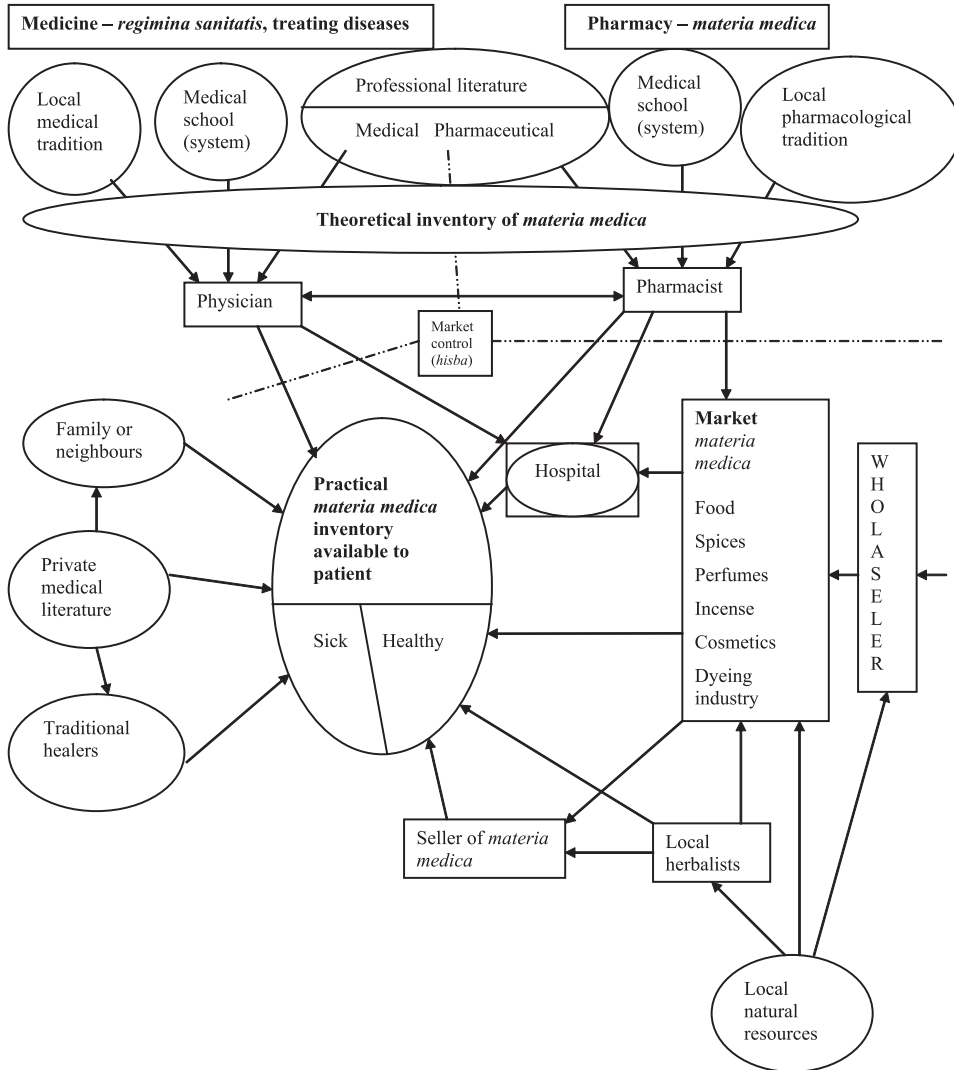 Medicine – regimina sanitatis, treating diseases
Pharmacy – materia medica
Local
medical
tradition
Medical
school
(system)
Professional literature
Medical Pharmaceutical
Medical
school
(system)
Local
pharmacological
tradition
Theoretical inventory of materia medica
Physician
Pharmacist
Market
control
(hisba)
Family or
neighbours
Private
medical
literature
Traditional
healers
Practical
materia medica
inventory
available to
patient
Sick
Healthy
Hospital
Market
materia
medica
Food
Spices
Perfumes
Incense
Cosmetics
Dyeing
industry
W
H
O
L
A
S
E
L
E
R
Seller of materia
medica
Local
herbalists
Local
natural
resources